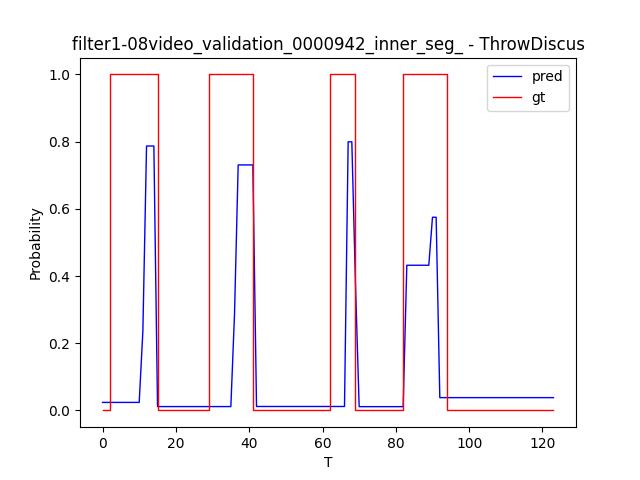 filter1-08video_validation_0000942_inner_seg_ - ThrowDiscus
pred
gt
Probability
1.0
0.8
0.6
0.4
0.2
0.0
0 20 40 60 80 100 120
T